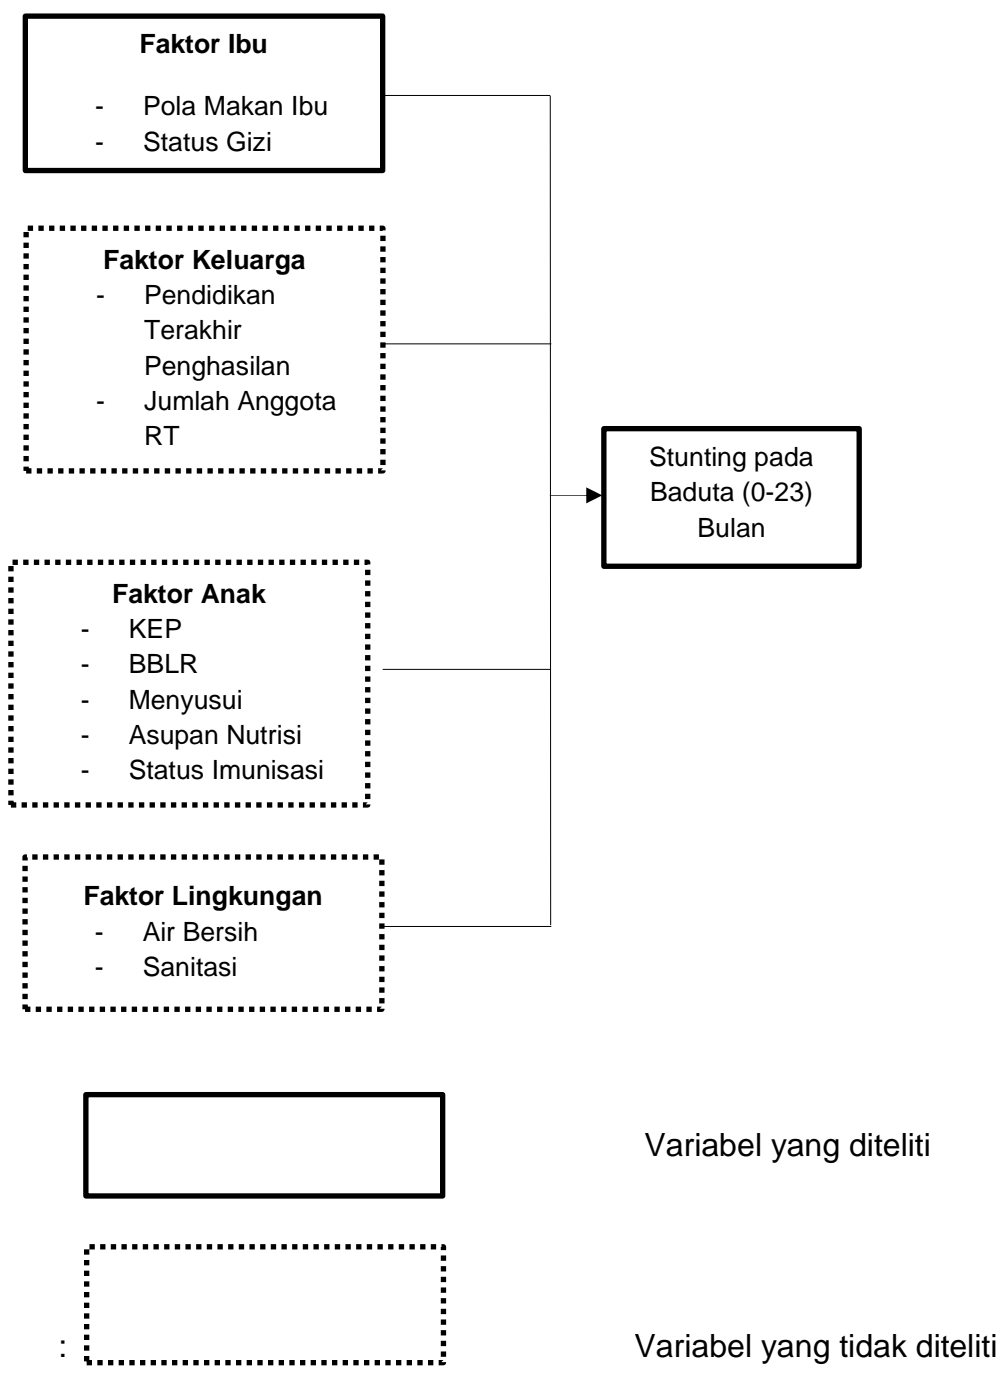 Faktor Ibu
- Pola Makan Ibu
- Status Gizi
Faktor Keluarga
- Pendidikan
Terakhir
Penghasilan
- Jumlah Anggota
RT
Stunting pada
Baduta (0-23)
Bulan
Faktor Anak
- KEP
- BBLR
- Menyusui
- Asupan Nutrisi
- Status Imunisasi
Faktor Lingkungan
- Air Bersih
- Sanitasi
Variabel yang diteliti
: Variabel yang tidak diteliti